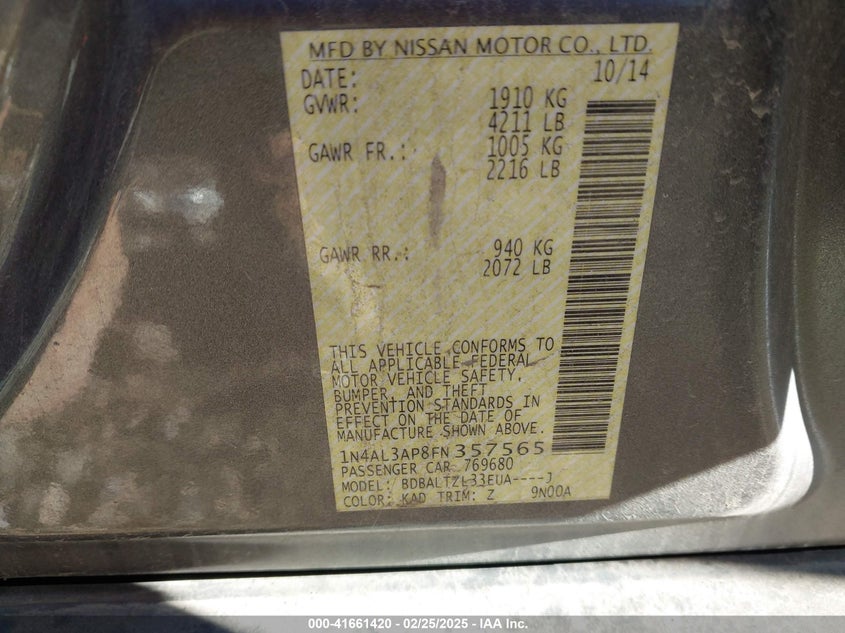 MFD BY NISSAN MOTOR CO., LTD.
DATE: 10/14
GVWR: 1910 KG
4211 LB
GAWR FR.: 1005 KG
2216 LB
GAWR RR.: 940 KG
2072 LB
THIS VEHICLE CONFORMS TO
ALL APPLICABLE FEDERAL
MOTOR VEHICLE SAFETY,
BUMPER, AND THEFT
PREVENTION STANDARDS IN
EFFECT ON THE DATE OF
MANUFACTURE SHOWN ABOVE.
1N4AL3AP8FN357565
PASSENGER CAR 769680
MODEL: BDBALTZL33EUA----J
COLOR: KAD TRIM: Z 9N00A
000-41661420 — 02/25/2025 — IAA Inc.